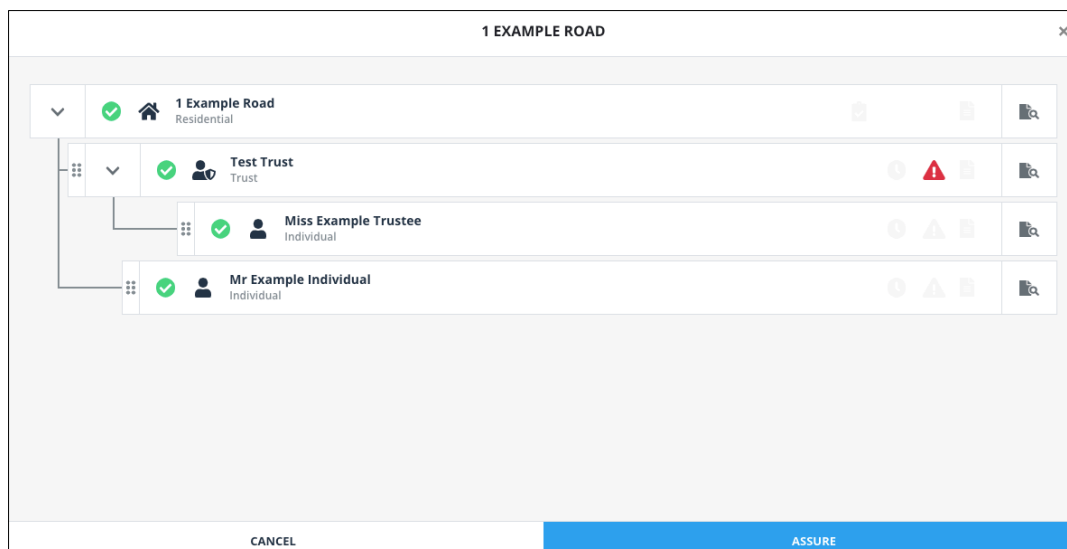 1 EXAMPLE ROAD
1 Example Road
Residential
Test Trust
Trust
Miss Example Trustee
Individual
Mr Example Individual
Individual
CANCEL
ASSURE